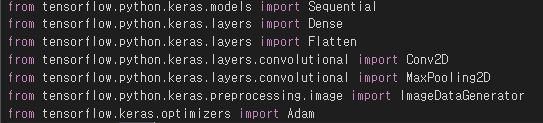 from tensorflow.python.keras.models import Sequential
from tensorflow.python.keras.layers import Dense
from tensorflow.python.keras.layers import Flatten
from tensorflow.python.keras.layers.convolutional import Conv2D
from tensorflow.python.keras.layers.convolutional import MaxPooling2D
from tensorflow.python.keras.preprocessing.image import ImageDataGenerator
from tensorflow.keras.optimizers import Adam